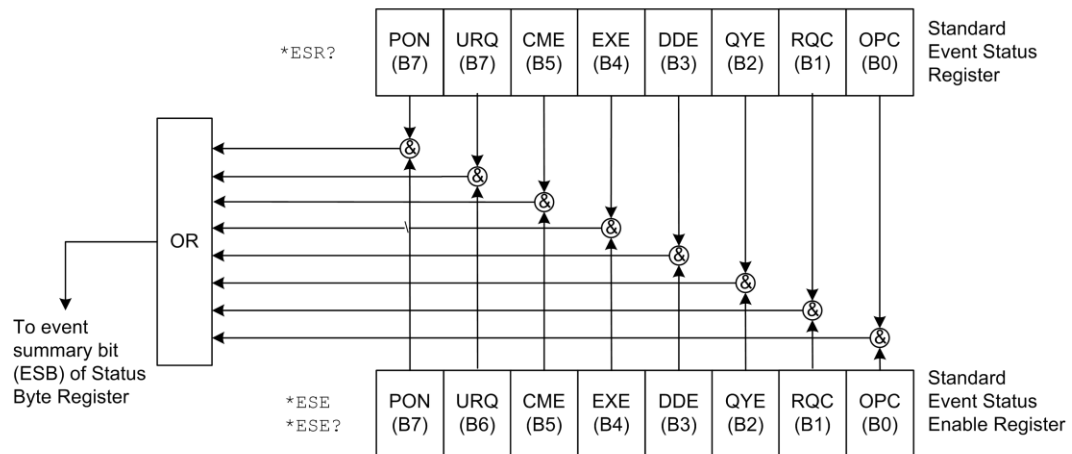 *ESR?
PON URQ CME EXE DDE QYE RQC OPC
(B7) (B7) (B5) (B4) (B3) (B2) (B1) (B0)
Standard
Event Status
Register
&
&
&
&
&
&
&
&
OR
To event
summary bit
(ESB) of Status
Byte Register
*ESE
*ESE?
PON URQ CME EXE DDE QYE RQC OPC
(B7) (B6) (B5) (B4) (B3) (B2) (B1) (B0)
Standard
Event Status
Enable Register